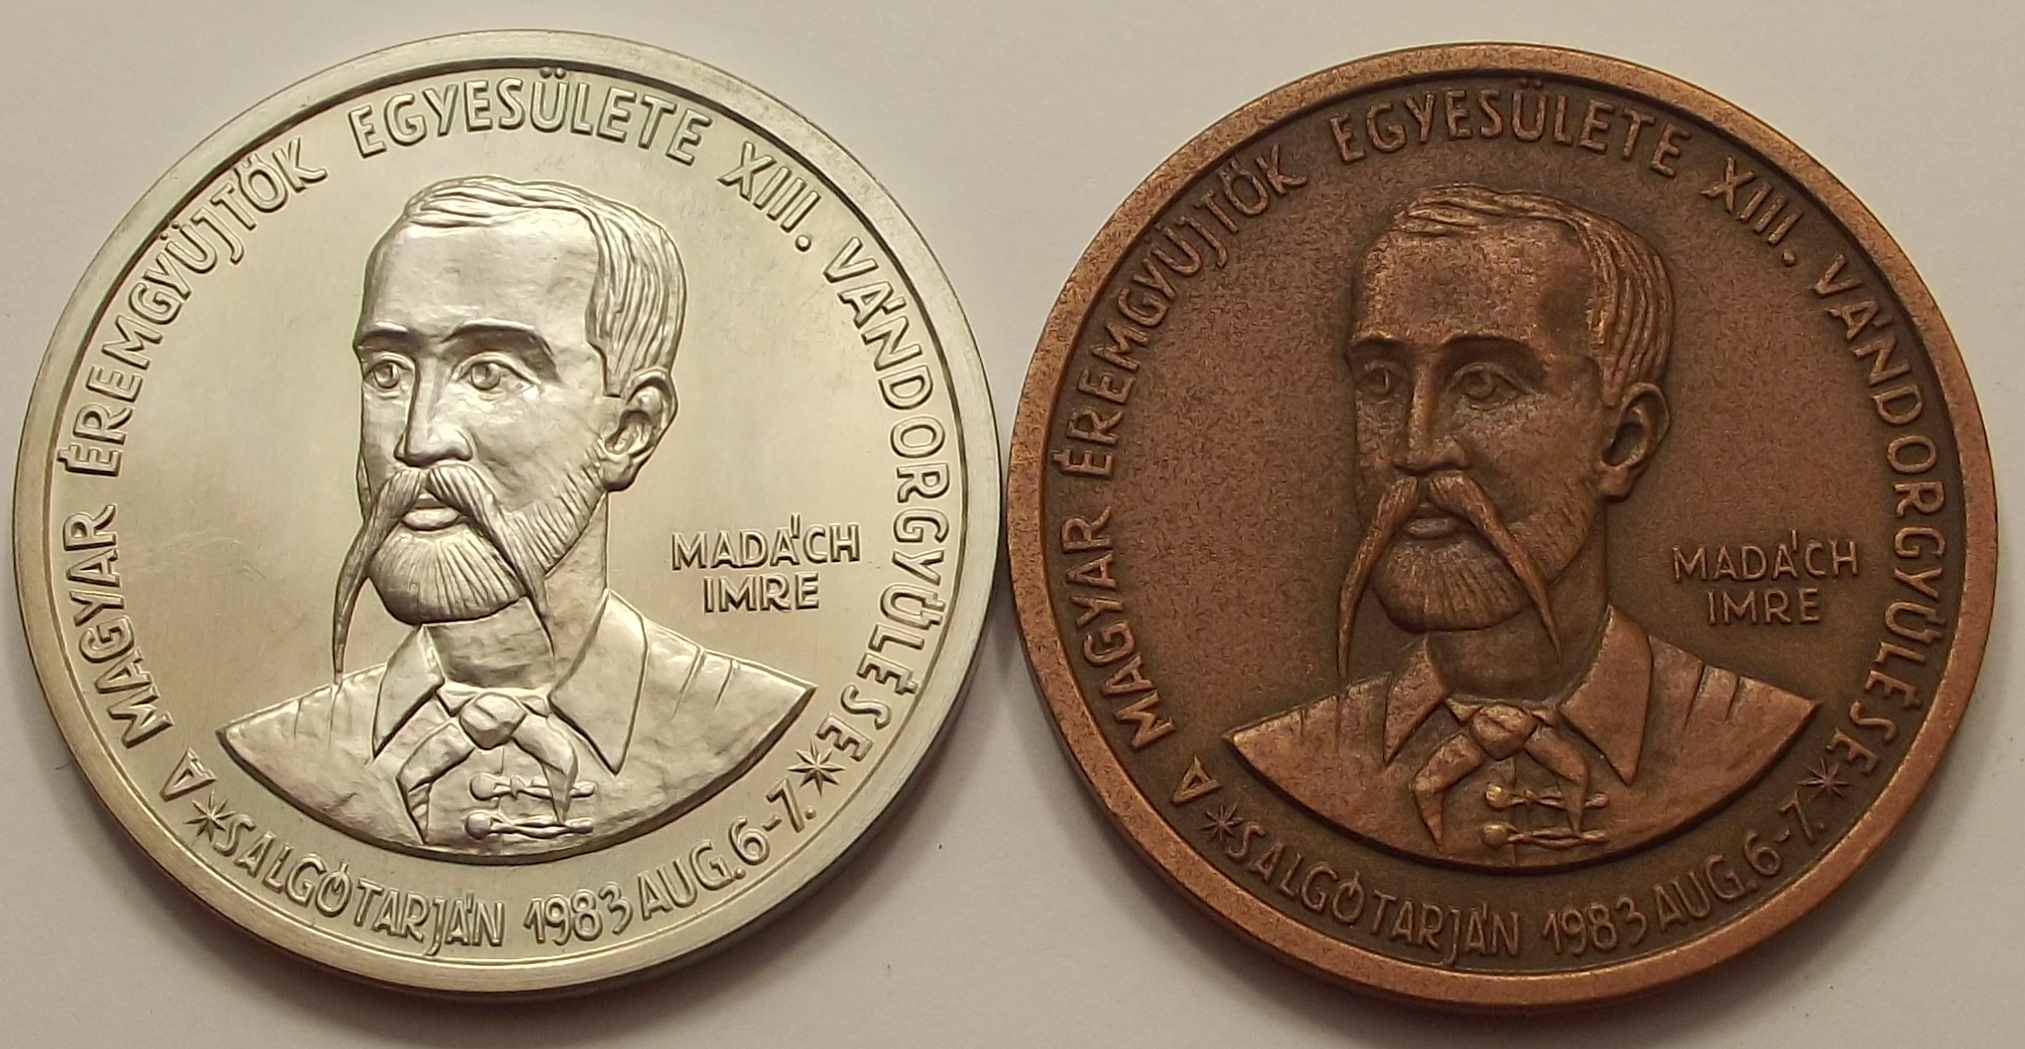 A MAGYAR ÉREMGYŰJTŐK EGYESÜLETE XIII. VÁNDORGYŰLÉSE
MADÁCH
IMRE
* SALGÓTARJÁN 1983 AUG. 6-7. *
A MAGYAR ÉREMGYŰJTŐK EGYESÜLETE XIII. VÁNDORGYŰLÉSE
MADÁCH
IMRE
* SALGÓTARJÁN 1983 AUG. 6-7. *